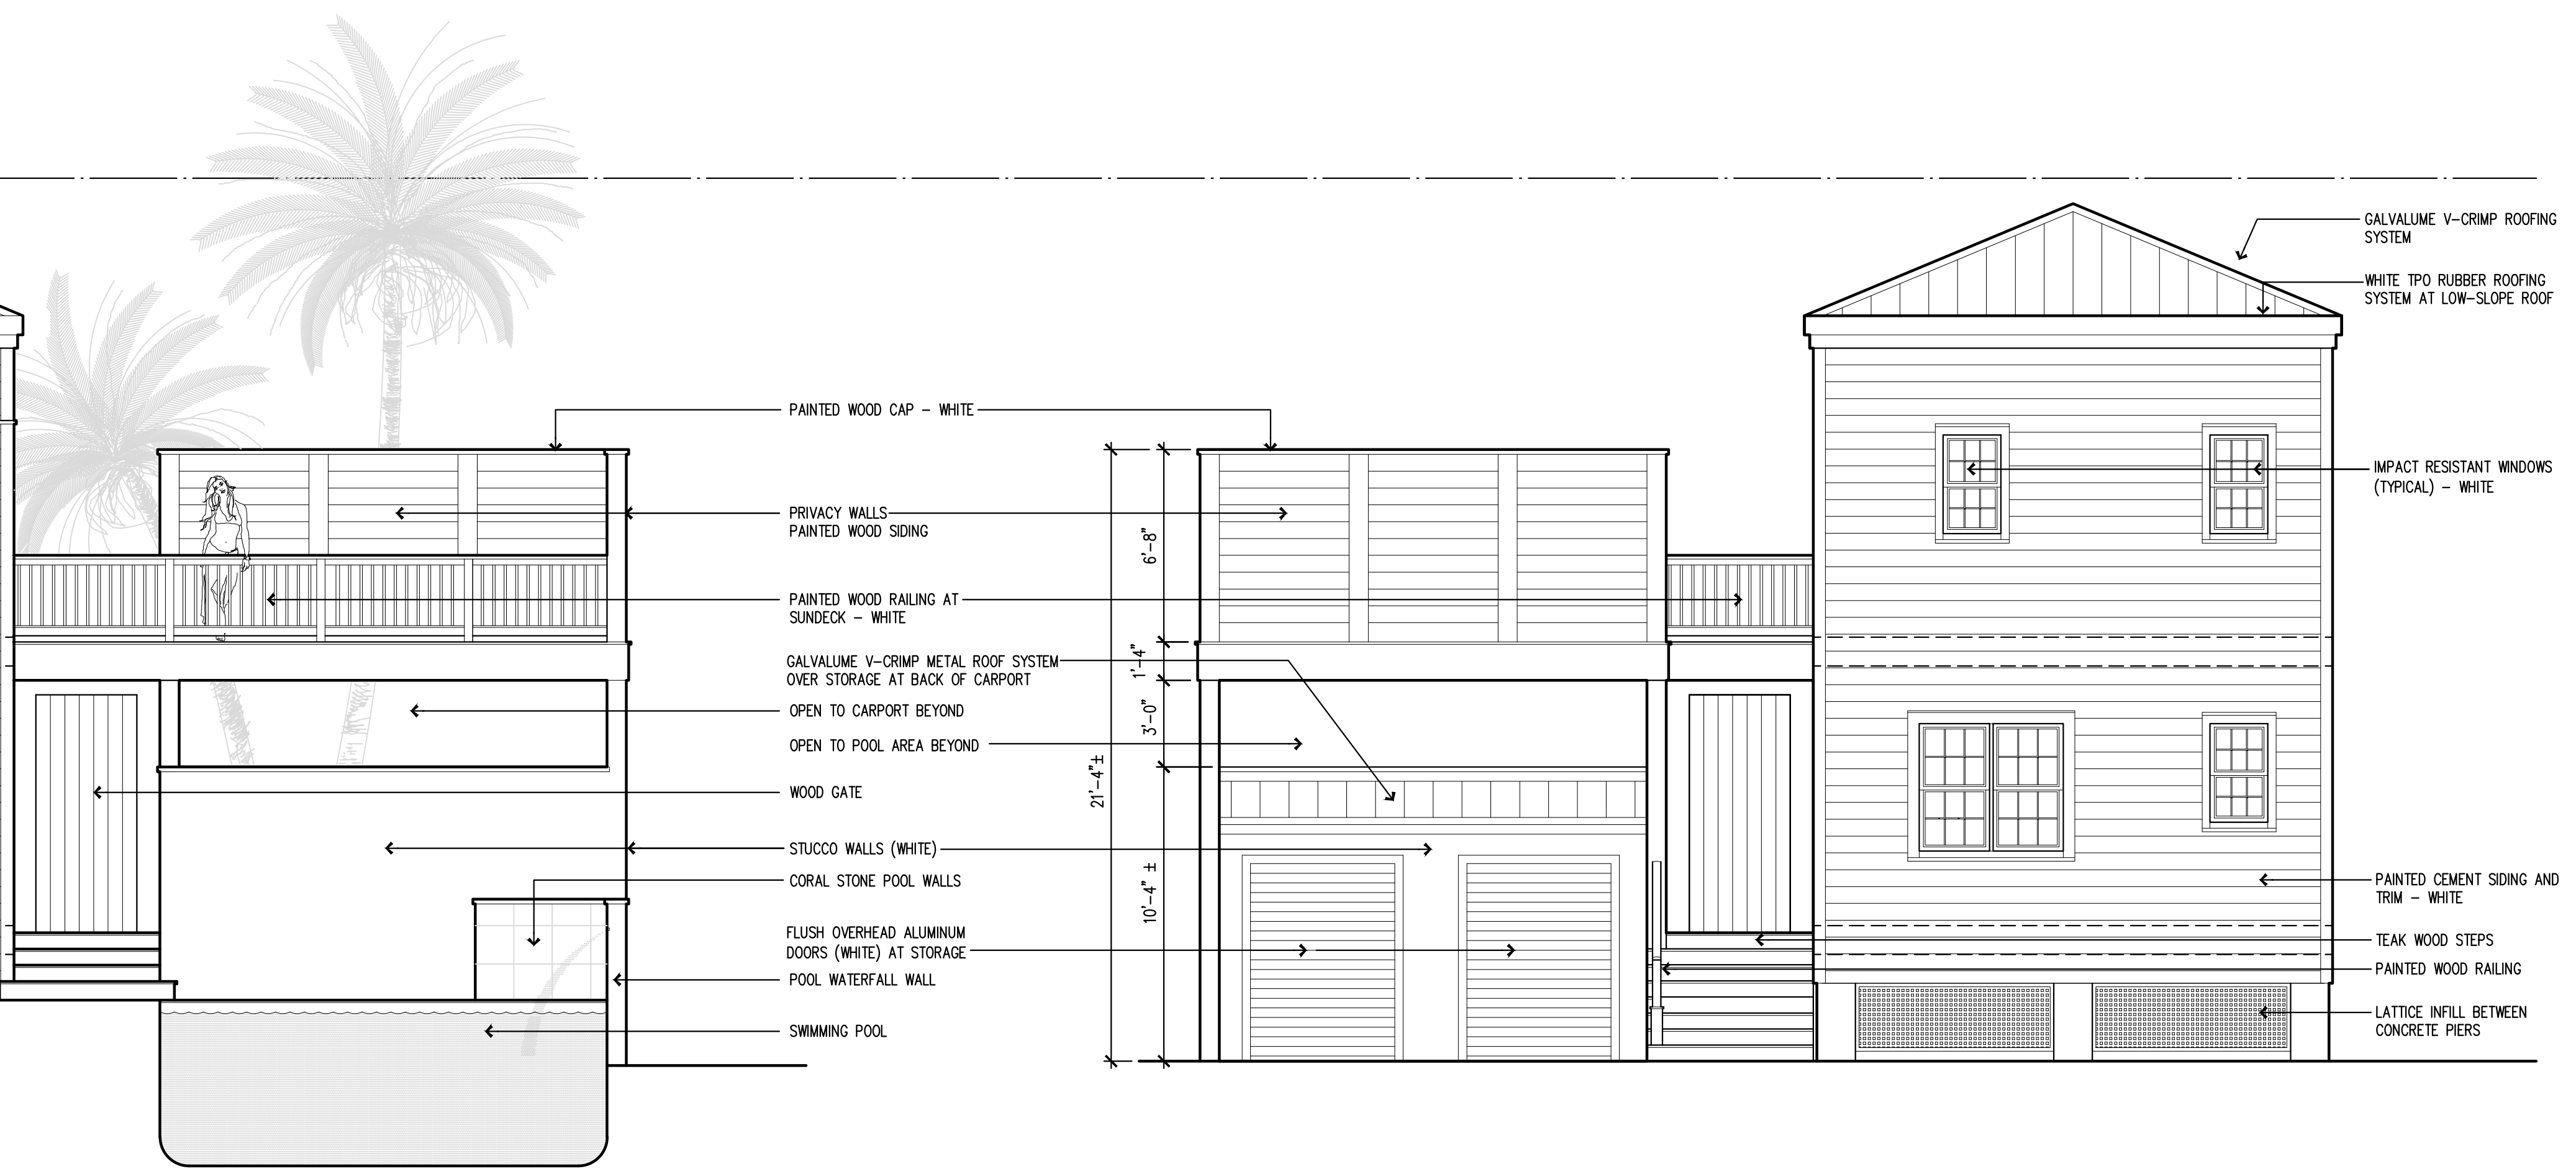 GALVALUME V-CRIMP ROOFING
SYSTEM
WHITE TPO RUBBER ROOFING
SYSTEM AT LOW-SLOPE ROOF
PAINTED WOOD CAP - WHITE
IMPACT RESISTANT WINDOWS
(TYPICAL) - WHITE
PRIVACY WALLS
PAINTED WOOD SIDING
6'-8"
PAINTED WOOD RAILING AT
SUNDECK - WHITE
GALVALUME V-CRIMP METAL ROOF SYSTEM
OVER STORAGE AT BACK OF CARPORT
1'-4"
OPEN TO CARPORT BEYOND
3'-0"
OPEN TO POOL AREA BEYOND
21'-4"±
WOOD GATE
STUCCO WALLS (WHITE)
CORAL STONE POOL WALLS
10'-4" ±
PAINTED CEMENT SIDING AND
TRIM - WHITE
FLUSH OVERHEAD ALUMINUM
DOORS (WHITE) AT STORAGE
TEAK WOOD STEPS
PAINTED WOOD RAILING
POOL WATERFALL WALL
LATTICE INFILL BETWEEN
CONCRETE PIERS
SWIMMING POOL